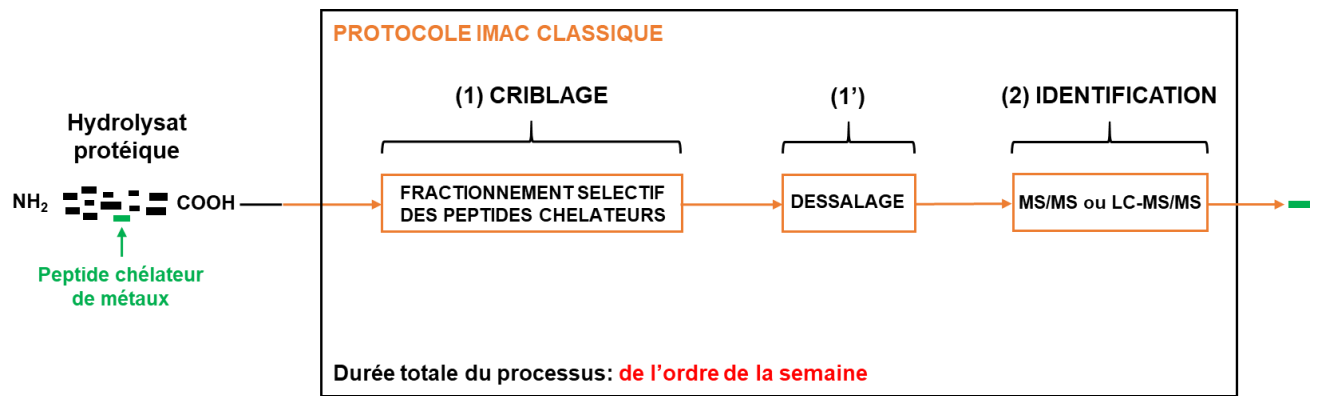 PROTOCOLE IMAC CLASSIQUE
(1) CRIBLAGE
(1')
(2) IDENTIFICATION
Hydrolysat
protéique
NH2
COOH
FRACTIONNEMENT SELECTIF
DES PEPTIDES CHELATEURS
DESSALAGE
MS/MS ou LC-MS/MS
Peptide chélateur
de métaux
Durée totale du processus: de l'ordre de la semaine